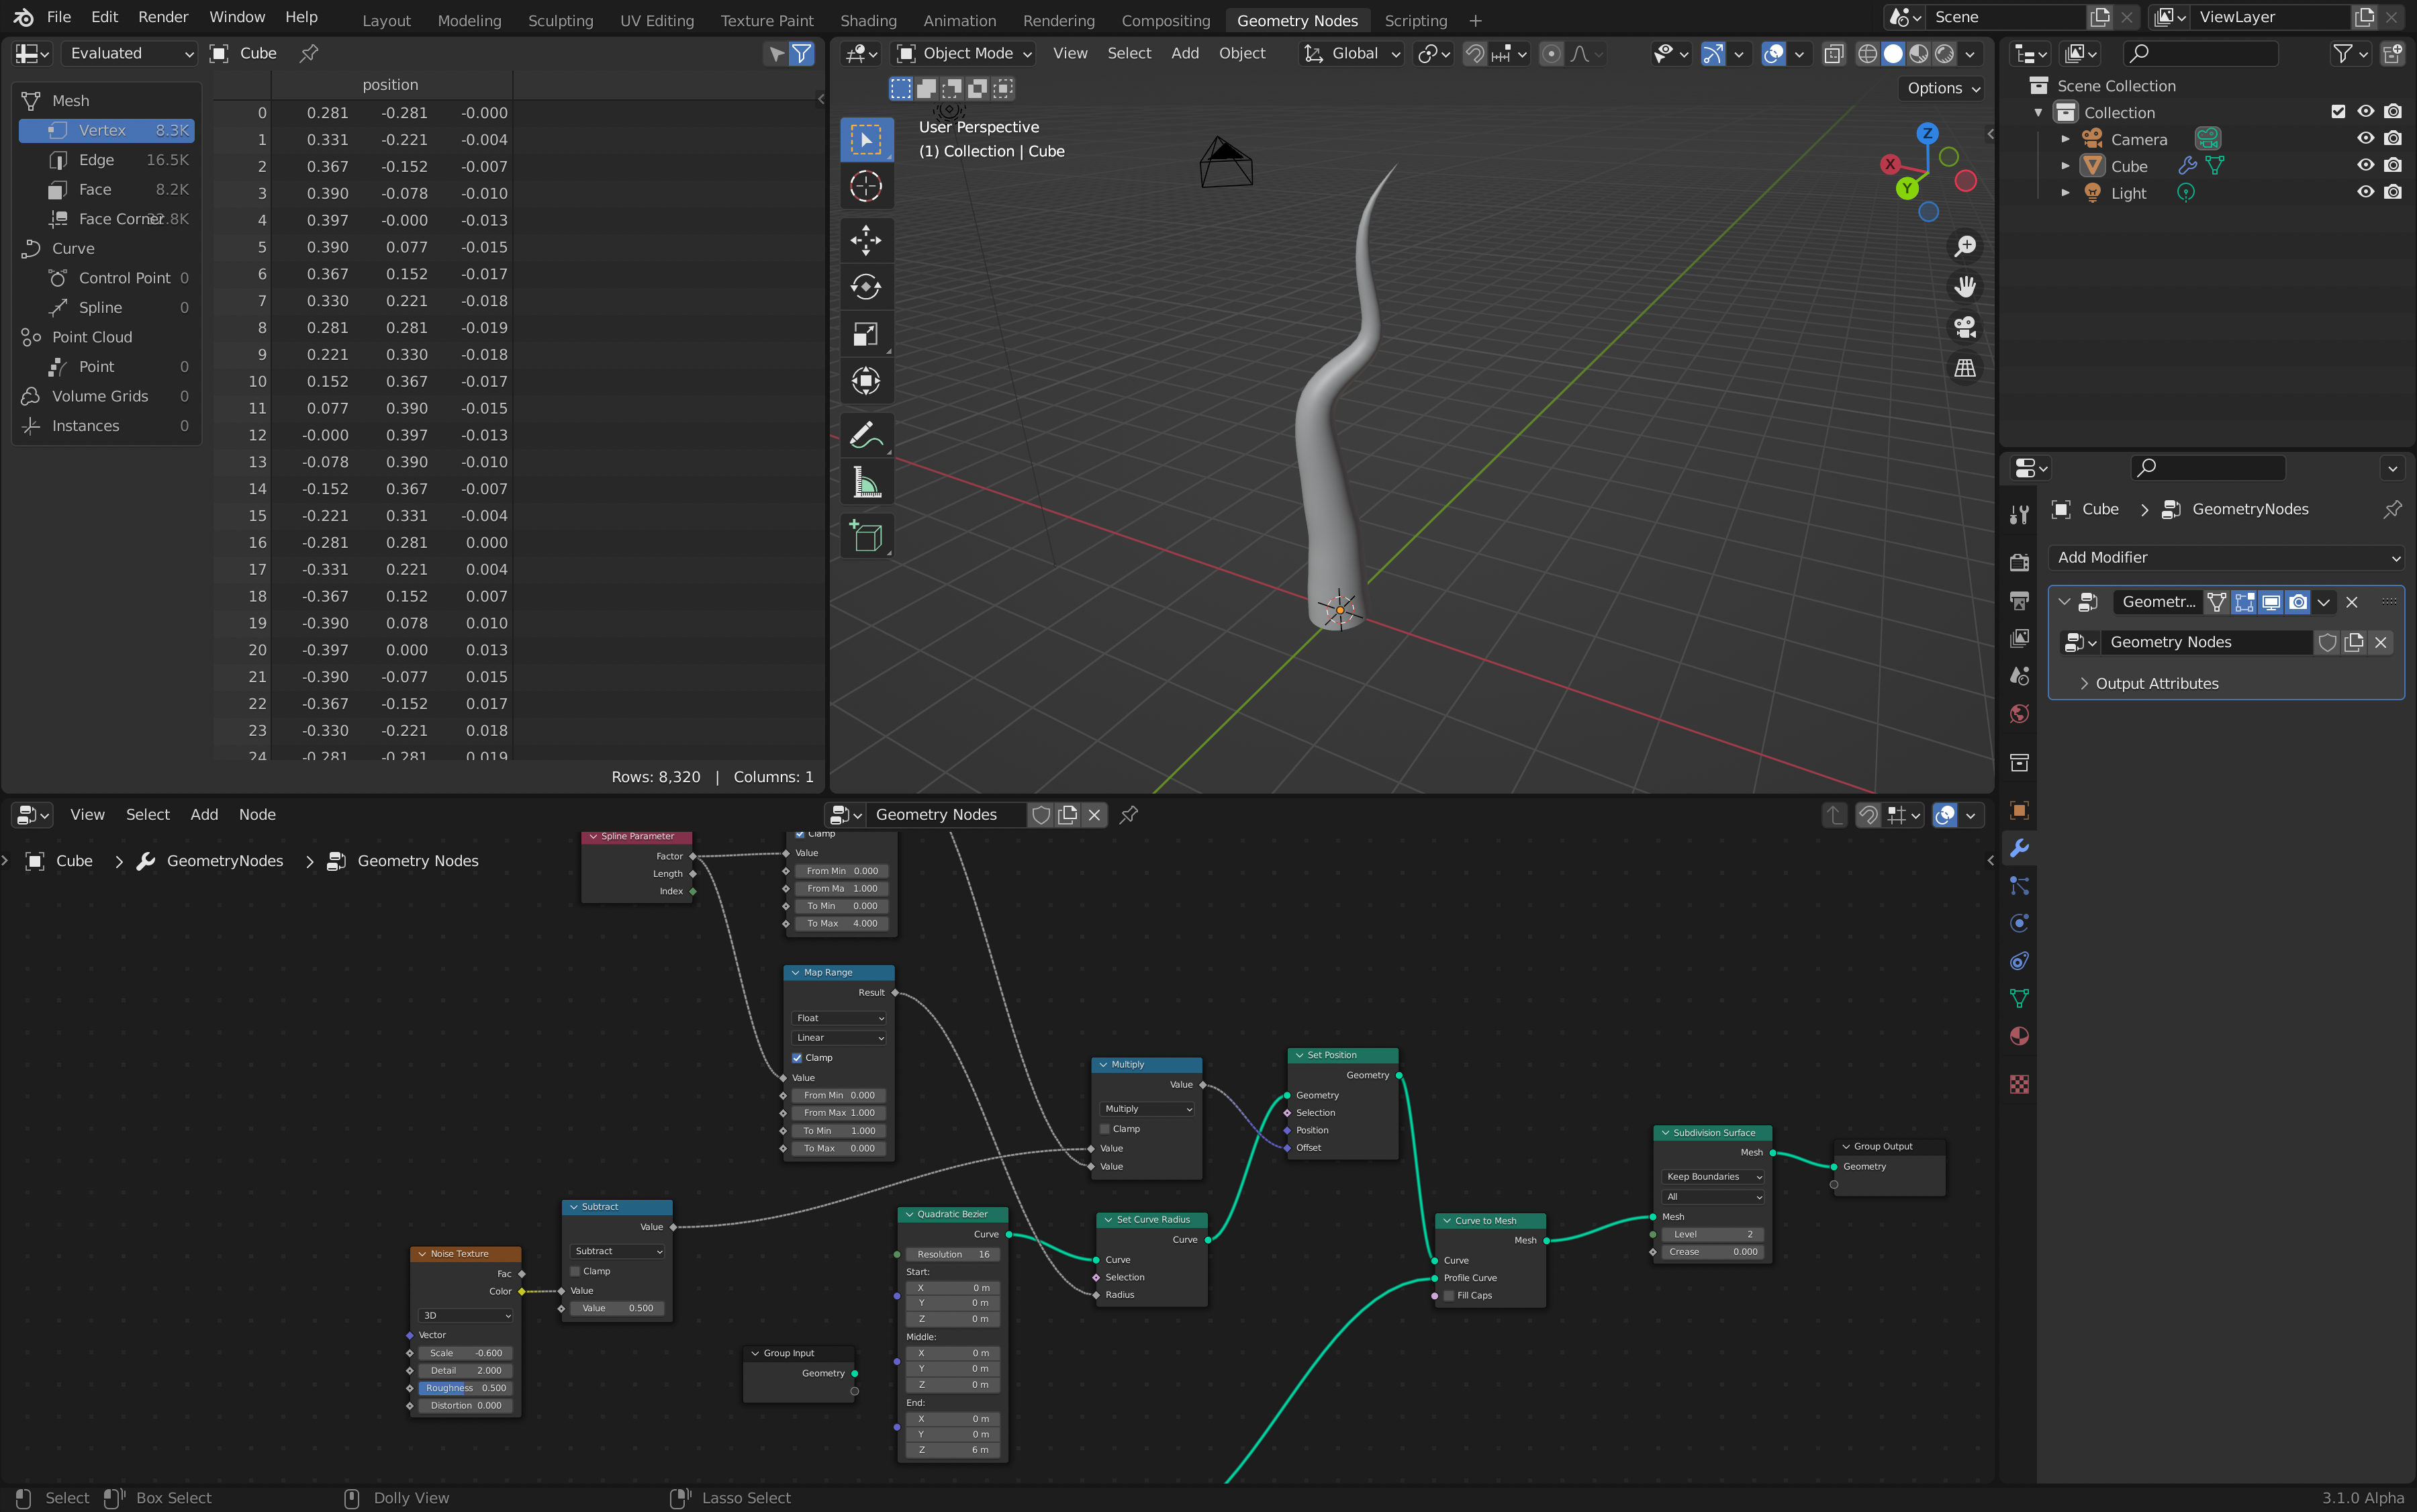 File Edit Render Window Help
Layout Modeling Sculpting UV Editing Texture Paint Shading Animation Rendering Compositing Geometry Nodes Scripting +
Scene
ViewLayer
Evaluated Cube
position
Mesh
Vertex 8.3K
Edge 16.5K
Face 8.2K
Face Corner
Curve
Control Point 0
Spline 0
Point Cloud
Point 0
Volume Grids 0
Instances 0
0 0.281 -0.281 -0.000
1 0.331 -0.221 -0.004
2 0.367 -0.152 -0.007
3 0.390 -0.078 -0.010
4 0.397 -0.000 -0.013
5 0.390 0.077 -0.015
6 0.367 0.152 -0.017
7 0.330 0.221 -0.018
8 0.281 0.281 -0.019
9 0.221 0.330 -0.018
10 0.152 0.367 -0.017
11 0.077 0.390 -0.015
12 -0.000 0.397 -0.013
13 -0.078 0.390 -0.010
14 -0.152 0.367 -0.007
15 -0.221 0.331 -0.004
16 -0.281 0.281 0.000
17 -0.331 0.221 0.004
18 -0.367 0.152 0.007
19 -0.390 0.078 0.010
20 -0.397 0.000 0.013
21 -0.390 -0.077 0.015
22 -0.367 -0.152 0.017
23 -0.330 -0.221 0.018
24 -0.281 -0.281 0.019
Rows: 8,320 | Columns: 1
Object Mode View Select Add Object Global
Options
User Perspective
(1) Collection | Cube
Z
X
Y
Scene Collection
Collection
Camera
Cube
Light
Cube > GeometryNodes
Add Modifier
Geometr...
Geometry Nodes
Output Attributes
View Select Add Node
Geometry Nodes
Cube > GeometryNodes > Geometry Nodes
Spline Parameter
Factor
Length
Index
Clamp
Value
From Min 0.000
From Ma 1.000
To Min 0.000
To Max 4.000
Map Range
Result
Float
Linear
Clamp
Value
From Min 0.000
From Max 1.000
To Min 1.000
To Max 0.000
Multiply
Value
Multiply
Clamp
Value
Value
Set Position
Geometry
Geometry
Selection
Position
Offset
Subdivision Surface
Mesh
Keep Boundaries
All
Mesh
Level 2
Crease 0.000
Group Output
Geometry
Subtract
Value
Subtract
Clamp
Value
Value 0.500
Noise Texture
Fac
Color
3D
Vector
Scale -0.600
Detail 2.000
Roughness 0.500
Distortion 0.000
Group Input
Geometry
Quadratic Bezier
Curve
Resolution 16
Start:
X 0 m
Y 0 m
Z 0 m
Middle:
X 0 m
Y 0 m
Z 0 m
End:
X 0 m
Y 0 m
Z 6 m
Set Curve Radius
Curve
Curve
Selection
Radius
Curve to Mesh
Mesh
Curve
Profile Curve
Fill Caps
Select Box Select Dolly View Lasso Select
3.1.0 Alpha